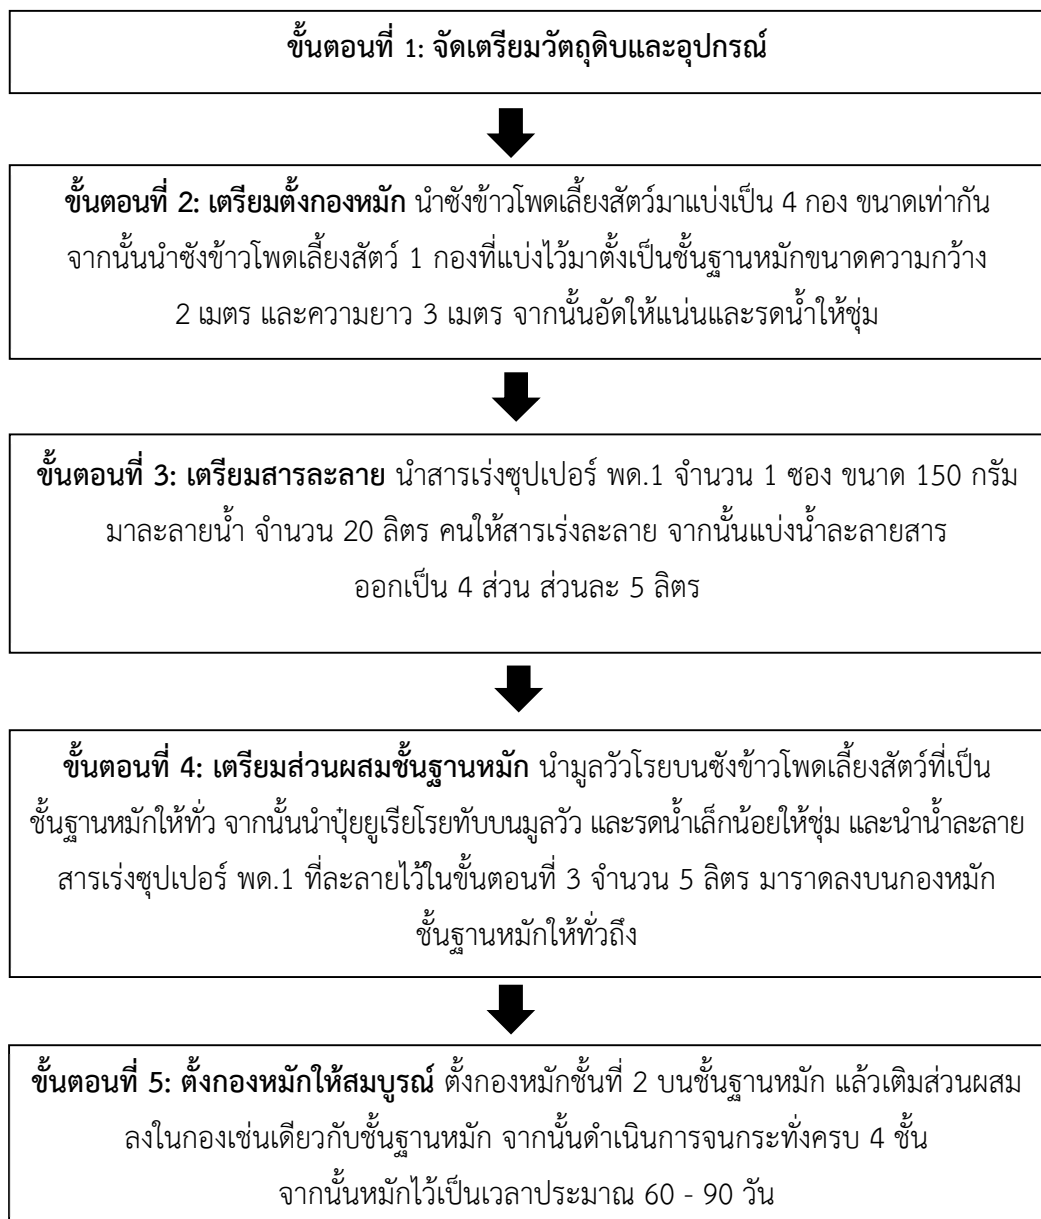 ขั้นตอนที่ 1: จัดเตรียมวัตถุดิบและอุปกรณ์
ขั้นตอนที่ 2: เตรียมตั้งกองหมัก นำซังข้าวโพดเลี้ยงสัตว์มาแบ่งเป็น 4 กอง ขนาดเท่ากัน
จากนั้นนำซังข้าวโพดเลี้ยงสัตว์ 1 กองที่แบ่งไว้มาตั้งเป็นชั้นฐานหมักขนาดความกว้าง
2 เมตร และความยาว 3 เมตร จากนั้นอัดให้แน่นและรดน้ำให้ชุ่ม
ขั้นตอนที่ 3: เตรียมสารละลาย นำสารเร่งซุปเปอร์ พด.1 จำนวน 1 ซอง ขนาด 150 กรัม
มาละลายน้ำ จำนวน 20 ลิตร คนให้สารเร่งละลาย จากนั้นแบ่งน้ำละลายสาร
ออกเป็น 4 ส่วน ส่วนละ 5 ลิตร
ขั้นตอนที่ 4: เตรียมส่วนผสมชั้นฐานหมัก นำมูลวัวโรยบนซังข้าวโพดเลี้ยงสัตว์ที่เป็น
ชั้นฐานหมักให้ทั่ว จากนั้นนำปุ๋ยยูเรียโรยทับบนมูลวัว และรดน้ำเล็กน้อยให้ชุ่ม และนำน้ำละลาย
สารเร่งซุปเปอร์ พด.1 ที่ละลายไว้ในขั้นตอนที่ 3 จำนวน 5 ลิตร มาราดลงบนกองหมัก
ชั้นฐานหมักให้ทั่วถึง
ขั้นตอนที่ 5: ตั้งกองหมักให้สมบูรณ์ ตั้งกองหมักชั้นที่ 2 บนชั้นฐานหมัก แล้วเติมส่วนผสม
ลงในกองเช่นเดียวกับชั้นฐานหมัก จากนั้นดำเนินการจนกระทั่งครบ 4 ชั้น
จากนั้นหมักไว้เป็นเวลาประมาณ 60 - 90 วัน